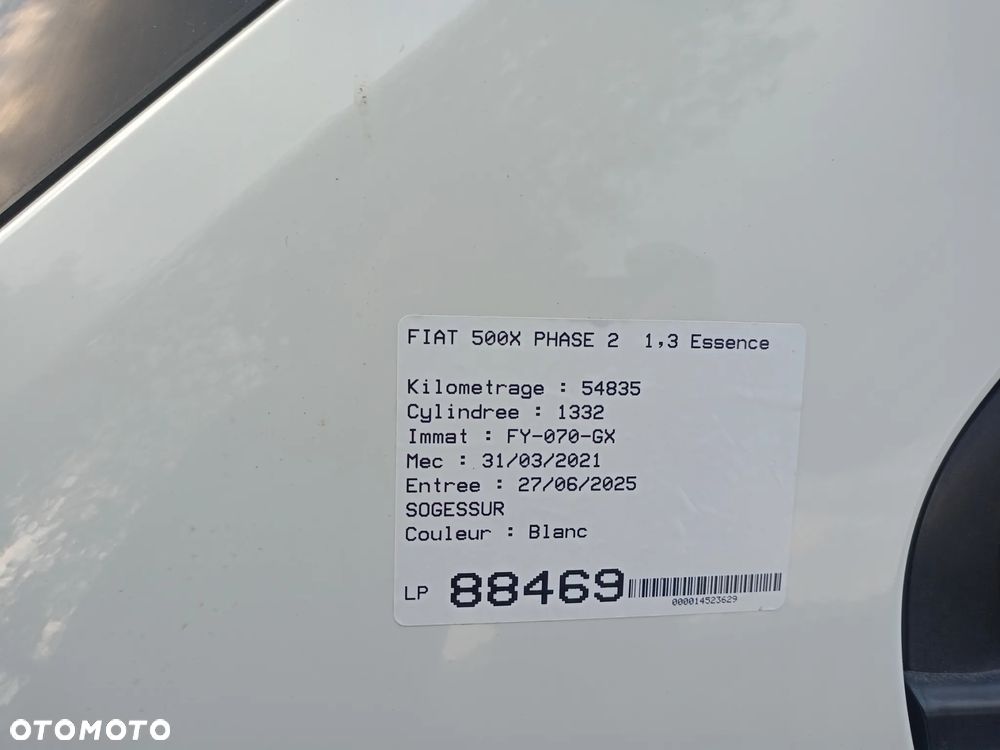 FIAT 500X PHASE 2 1,3 Essence
Kilometrage : 54835
Cylindree : 1332
Immat : FY-070-GX
Mec : 31/03/2021
Entree : 27/06/2025
SOGESSUR
Couleur : Blanc
LP 88469
000014523629
OTOMOTO